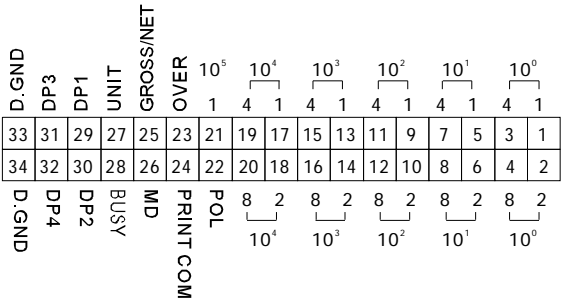 D.GND DP3 DP1 UNIT GROSS/NET OVER 10⁵ 10⁴ 10³ 10² 10¹ 10⁰
1 4 1 4 1 4 1 4 1 4 1
33 31 29 27 25 23 21 19 17 15 13 11 9 7 5 3 1
34 32 30 28 26 24 22 20 18 16 14 12 10 8 6 4 2
D.GND DP4 DP2 BUSY MD PRINT COM POL 8 2 8 2 8 2 8 2 8 2
10⁴ 10³ 10² 10¹ 10⁰